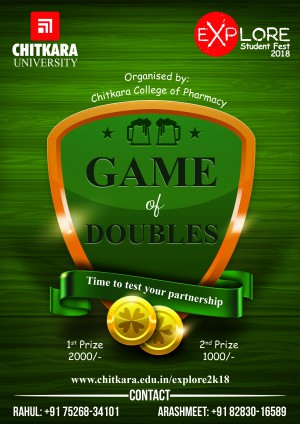 CHITKARA
UNIVERSITY
EXPLORE
Student Fest
2018
Organised by:
Chitkara College of Pharmacy
GAME
of
DOUBLES
Time to test your partnership
1st Prize
2000/-
2nd Prize
1000/-
www.chitkara.edu.in/explore2k18
CONTACT
RAHUL: +91 75268-34101
ARASHMEET: +91 82830-16589